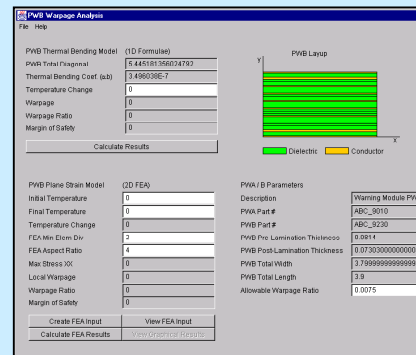 PWB Warpage Analysis
File Help
PWB Thermal Bending Model (1D Formulae)
PWB Total Diagonal 5.445181356024792
Thermal Bending Coef. (a,b) 3.496038E-7
Temperature Change 0
Warpage 0
Warpage Ratio 0
Margin of Safety 0
Calculate Results
PWB Layup
Y
X
Dielectric Conductor
PWB Plane Strain Model (2D FEA)
Initial Temperature 0
Final Temperature 0
Temperature Change 0
FEA Min Elem Div 3
FEA Aspect Ratio 4
Max Stress XX 0
Local Warpage 0
Warpage Ratio 0
Margin of Safety 0
Create FEA Input View FEA Input
Calculate FEA Results View Graphical Results
PWA / B Parameters
Description Warning Module PW
PWA Part # ABC_9010
PWB Part # ABC_9230
PWB Pre-Lamination Thickness 0.0814
PWB Post-Lamination Thickness
PWB Total Width
PWB Total Length 3.9
Allowable Warpage Ratio 0.0075